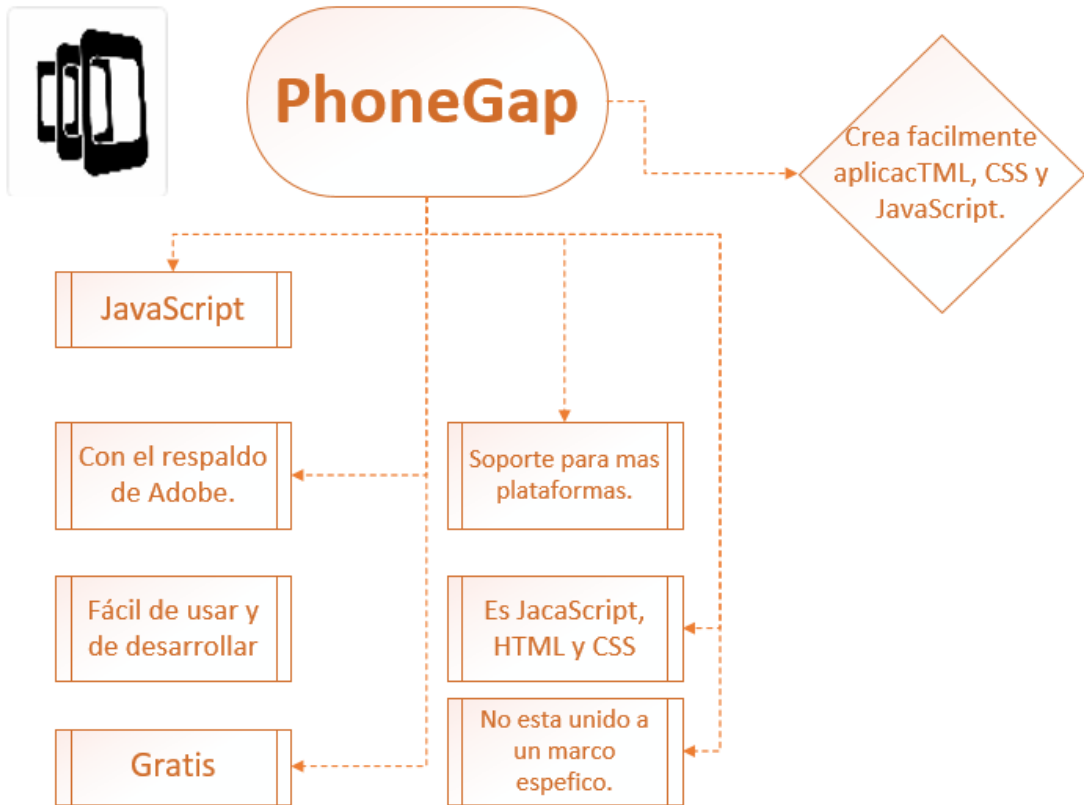 PhoneGap
Crea facilmente
aplicacTML, CSS y
JavaScript.
JavaScript
Con el respaldo
de Adobe.
Soporte para mas
plataformas.
Fácil de usar y
de desarrollar
Es JacaScript,
HTML y CSS
Gratis
No esta unido a
un marco
espefico.